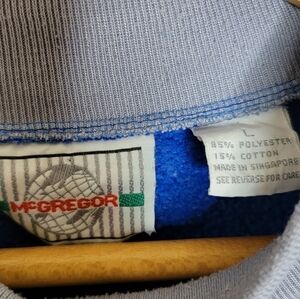 McGREGOR
L
85% POLYESTER
15% COTTON
MADE IN SINGAPORE
SEE REVERSE FOR CARE